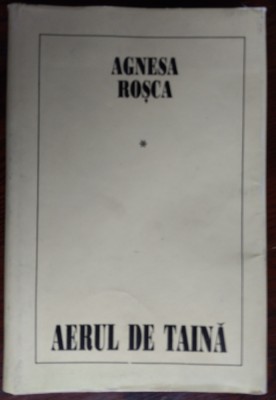 AGNESA
ROȘCA
*
AERUL DE TAINĂ